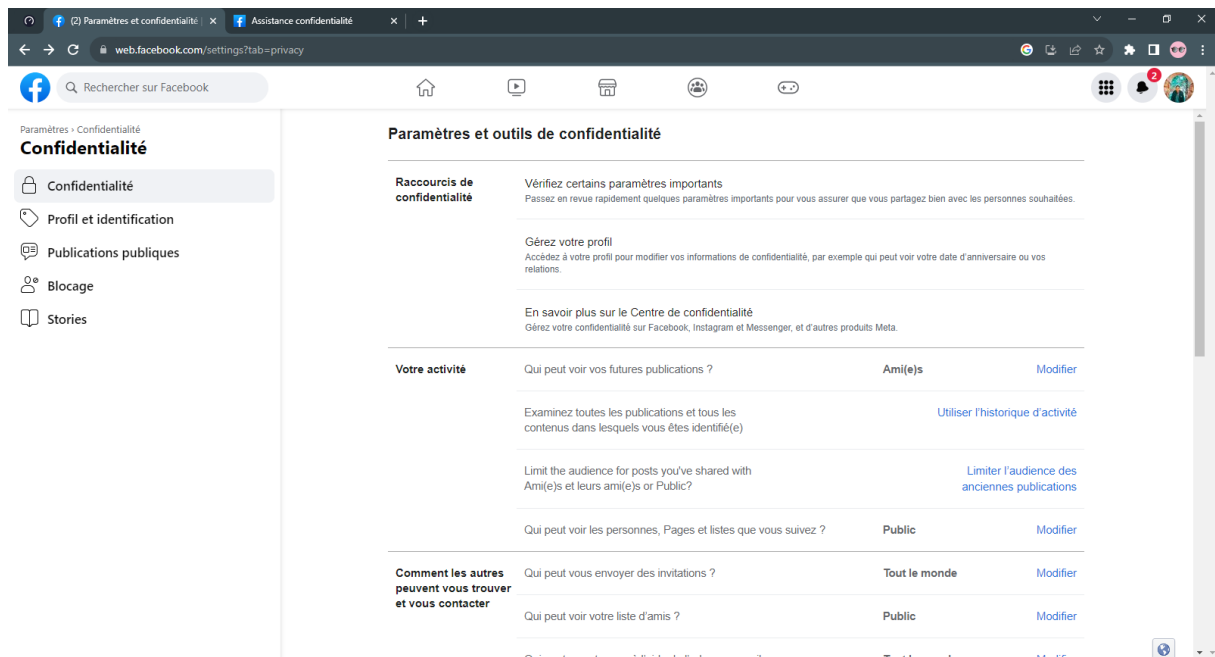 (2) Paramètres et confidentialité |
Assistance confidentialité
web.facebook.com/settings?tab=privacy
Rechercher sur Facebook
2
Paramètres › Confidentialité
Confidentialité
Confidentialité
Profil et identification
Publications publiques
Blocage
Stories
Paramètres et outils de confidentialité
Raccourcis de
confidentialité
Vérifiez certains paramètres importants
Passez en revue rapidement quelques paramètres importants pour vous assurer que vous partagez bien avec les personnes souhaitées.
Gérez votre profil
Accédez à votre profil pour modifier vos informations de confidentialité, par exemple qui peut voir votre date d’anniversaire ou vos
relations.
En savoir plus sur le Centre de confidentialité
Gérez votre confidentialité sur Facebook, Instagram et Messenger, et d’autres produits Meta.
Votre activité
Qui peut voir vos futures publications ? Ami(e)s Modifier
Examinez toutes les publications et tous les
contenus dans lesquels vous êtes identifié(e)
Utiliser l’historique d’activité
Limit the audience for posts you've shared with
Ami(e)s et leurs ami(e)s or Public?
Limiter l’audience des
anciennes publications
Qui peut voir les personnes, Pages et listes que vous suivez ? Public Modifier
Comment les autres
peuvent vous trouver
et vous contacter
Qui peut vous envoyer des invitations ? Tout le monde Modifier
Qui peut voir votre liste d’amis ? Public Modifier